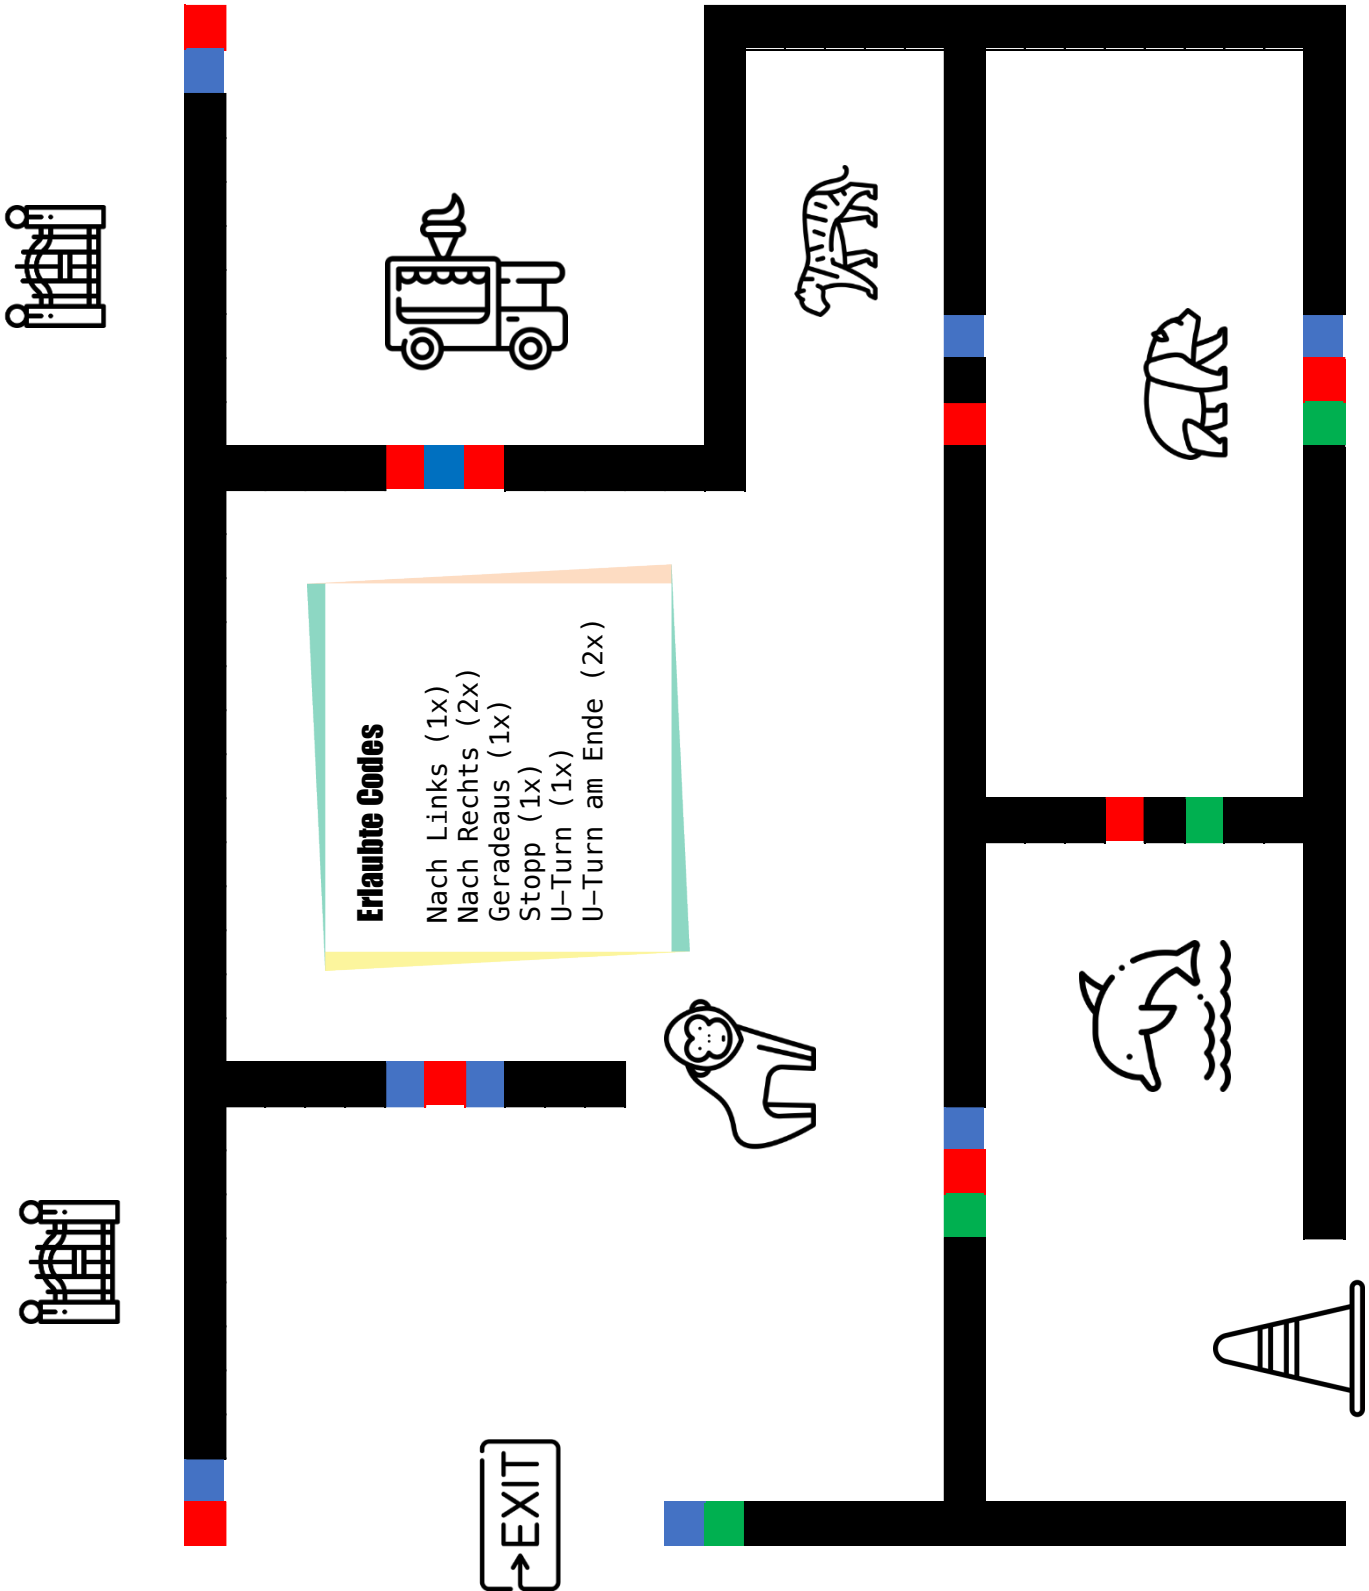 Erlaubte Codes
Nach Links (1x)
Nach Rechts (2x)
Geradeaus (1x)
Stopp (1x)
U-Turn (1x)
U-Turn am Ende (2x)
EXIT